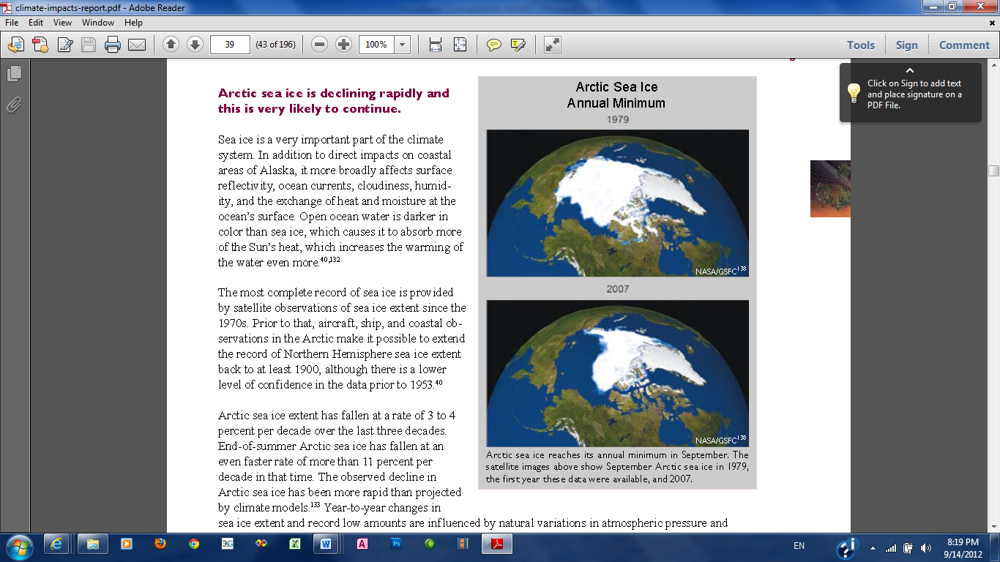 climate-impacts-report.pdf - Adobe Reader
File Edit View Window Help
39 (43 of 196) 100% Tools Sign Comment
Click on Sign to add text
and place signature on a
PDF File.
Arctic sea ice is declining rapidly and
this is very likely to continue.
Sea ice is a very important part of the climate
system. In addition to direct impacts on coastal
areas of Alaska, it more broadly affects surface
reflectivity, ocean currents, cloudiness, humid-
ity, and the exchange of heat and moisture at the
ocean’s surface. Open ocean water is darker in
color than sea ice, which causes it to absorb more
of the Sun’s heat, which increases the warming of
the water even more.40,132
The most complete record of sea ice is provided
by satellite observations of sea ice extent since the
1970s. Prior to that, aircraft, ship, and coastal ob-
servations in the Arctic make it possible to extend
the record of Northern Hemisphere sea ice extent
back to at least 1900, although there is a lower
level of confidence in the data prior to 1953.40
Arctic sea ice extent has fallen at a rate of 3 to 4
percent per decade over the last three decades.
End-of-summer Arctic sea ice has fallen at an
even faster rate of more than 11 percent per
decade in that time. The observed decline in
Arctic sea ice has been more rapid than projected
by climate models.133 Year-to-year changes in
sea ice extent and record low amounts are influenced by natural variations in atmospheric pressure and
Arctic Sea Ice
Annual Minimum
1979
NASA/GSFC138
2007
NASA/GSFC138
Arctic sea ice reaches its annual minimum in September. The
satellite images above show September Arctic sea ice in 1979,
the first year these data were available, and 2007.
EN
8:19 PM
9/14/2012